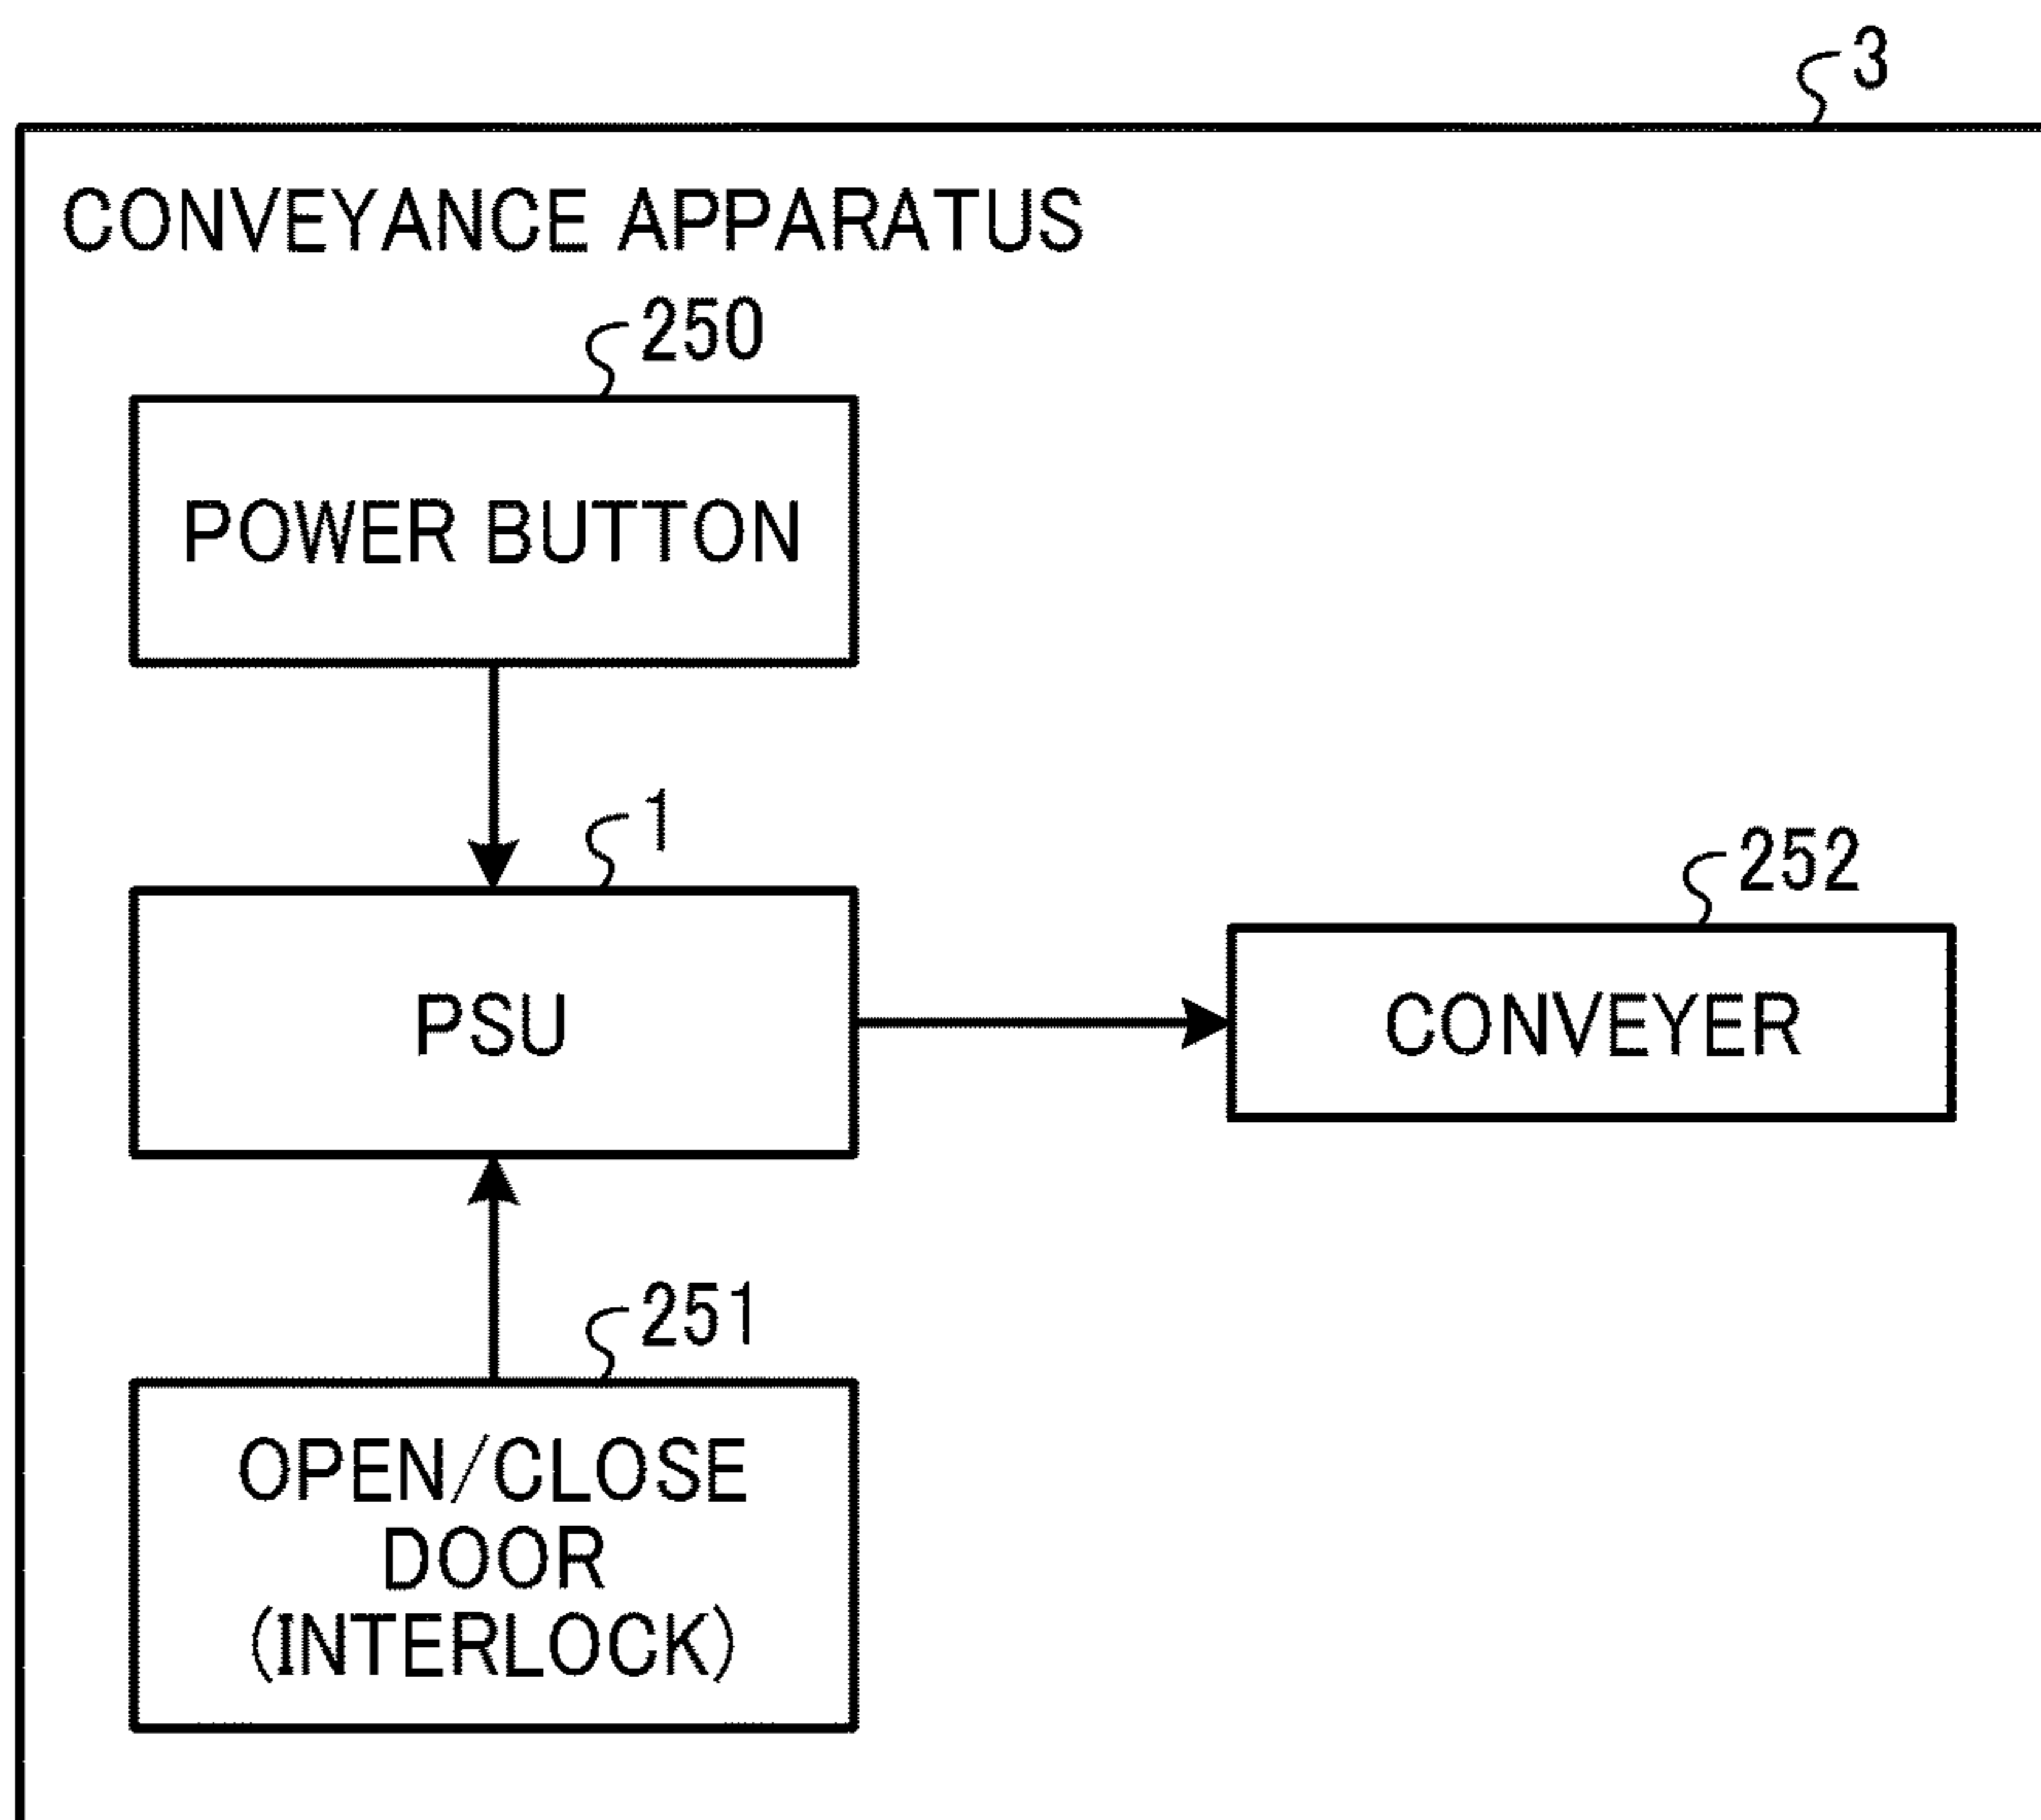 3
CONVEYANCE APPARATUS
250
POWER BUTTON
1
PSU
252
CONVEYER
251
OPEN/CLOSE
DOOR
(INTERLOCK)